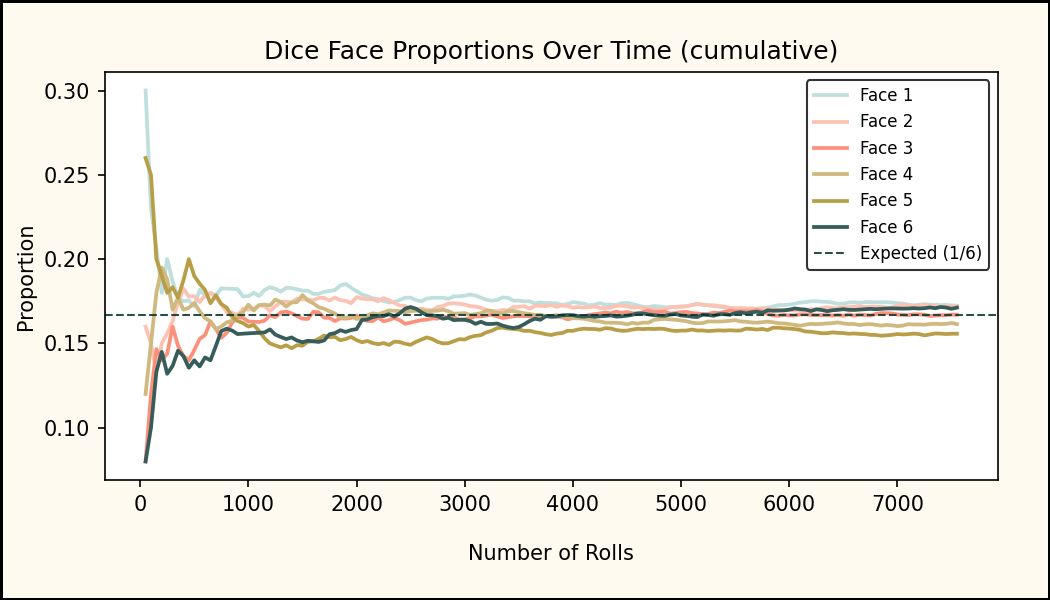 Dice Face Proportions Over Time (cumulative)
Proportion
0.30
0.25
0.20
0.15
0.10
Face 1
Face 2
Face 3
Face 4
Face 5
Face 6
Expected (1/6)
0 1000 2000 3000 4000 5000 6000 7000
Number of Rolls